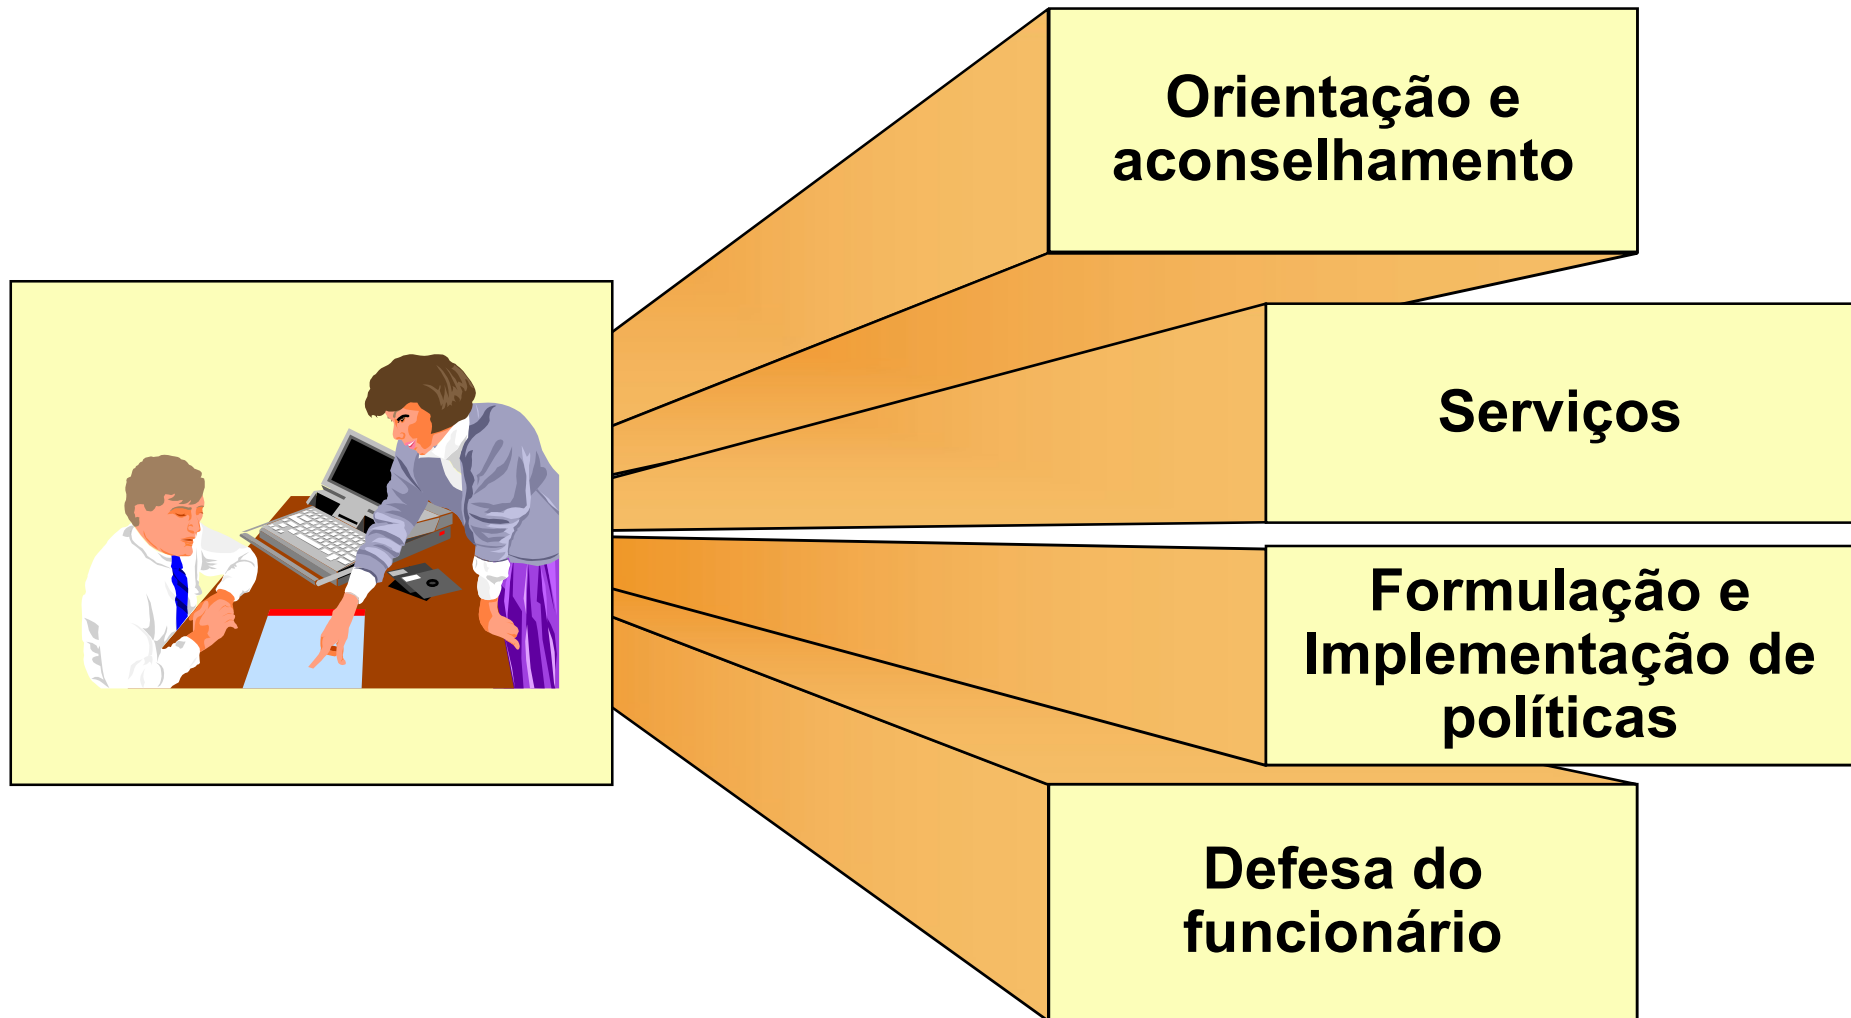 Orientação e
aconselhamento
Serviços
Formulação e
Implementação de
políticas
Defesa do
funcionário